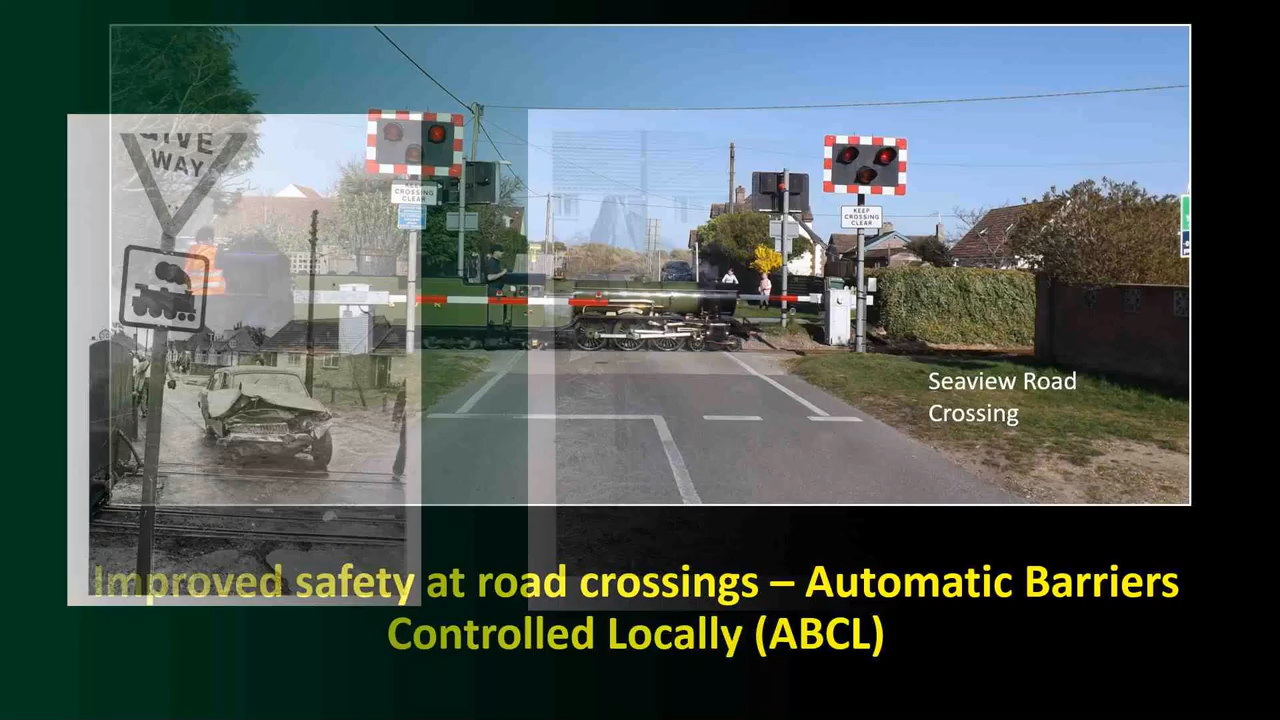 GIVE
WAY
KEEP
CROSSING
CLEAR
KEEP
CROSSING
CLEAR
Seaview Road
Crossing
Improved safety at road crossings – Automatic Barriers
Controlled Locally (ABCL)